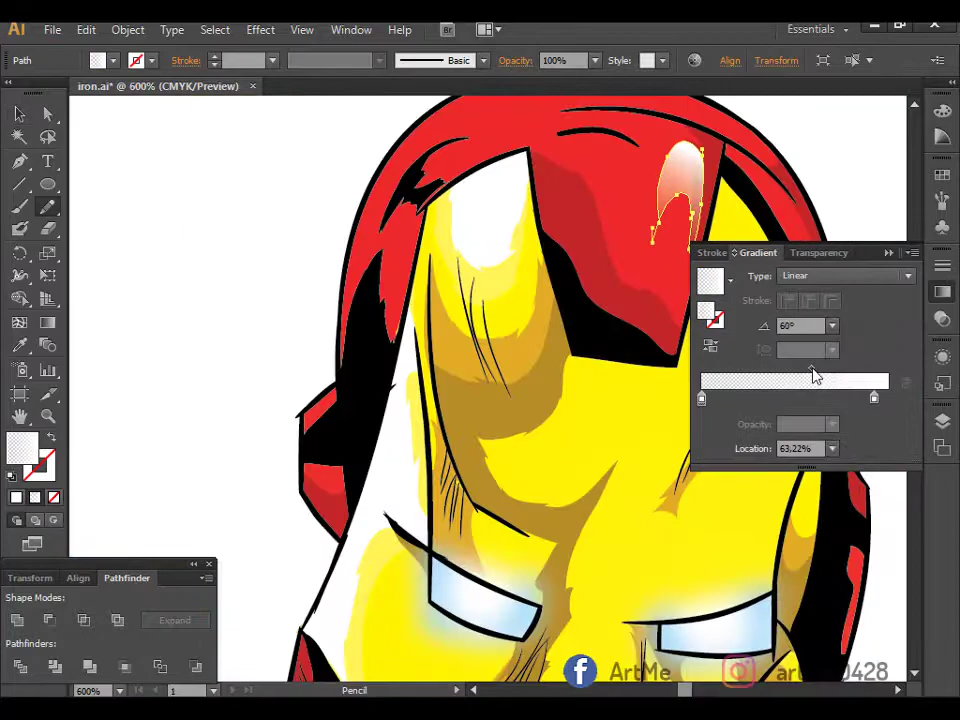 Ai File Edit Object Type Select Effect View Window Help Br Essentials
Path Stroke: Basic Opacity: 100% Style: Align Transform
iron.ai* @ 600% (CMYK/Preview)
Stroke Gradient Transparency
Type: Linear
Stroke:
60°
Opacity:
Location: 63,22%
Transform Align Pathfinder
Shape Modes:
Expand
Pathfinders:
ArtMe
0428
600% 1 Pencil